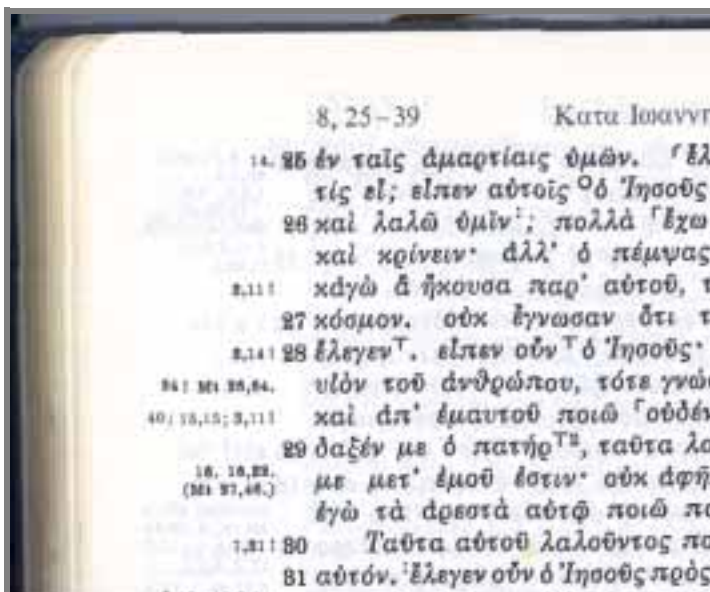 8, 25–39 Κατα Ιωαννη
25 ἐν ταῖς ἁμαρτίαις ὑμῶν. ⸀ἔλ
τίς εἶ; εἶπεν αὐτοῖς ⸰ὁ Ἰησοῦς
26 καὶ λαλῶ ὑμῖν⁚; πολλὰ ⸀ἔχω
καὶ κρίνειν· ἀλλ' ὁ πέμψας
κἀγὼ ἃ ἤκουσα παρ' αὐτοῦ, τ
27 κόσμον. οὐκ ἔγνωσαν ὅτι τ
28 ἔλεγεν⸆. εἶπεν οὖν ⸆ ὁ Ἰησοῦς·
υἱὸν τοῦ ἀνθρώπου, τότε γνώ
καὶ ἀπ' ἐμαυτοῦ ποιῶ ⸀οὐδέν
29 δαξέν με ὁ πατήρ⸆, ταῦτα λα
με μετ' ἐμοῦ ἐστιν· οὐκ ἀφῆ
ἐγὼ τὰ ἀρεστὰ αὐτῷ ποιῶ πα
30 Ταῦτα αὐτοῦ λαλοῦντος πο
31 αὐτόν. ἔλεγεν οὖν ὁ Ἰησοῦς πρὸς